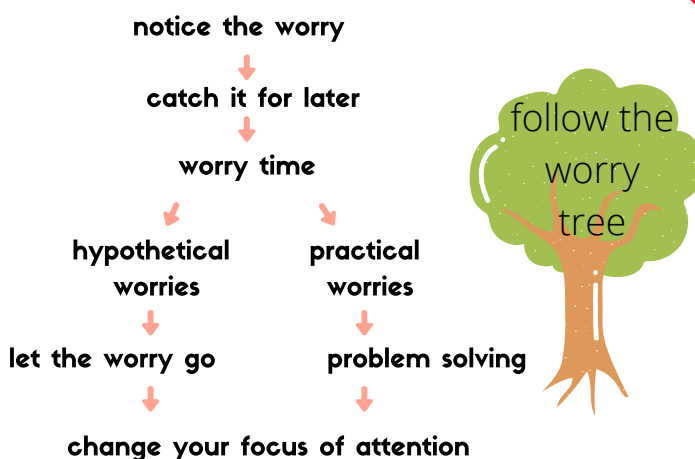 notice the worry
catch it for later
worry time
hypothetical
worries
practical
worries
let the worry go
problem solving
change your focus of attention
follow the
worry
tree